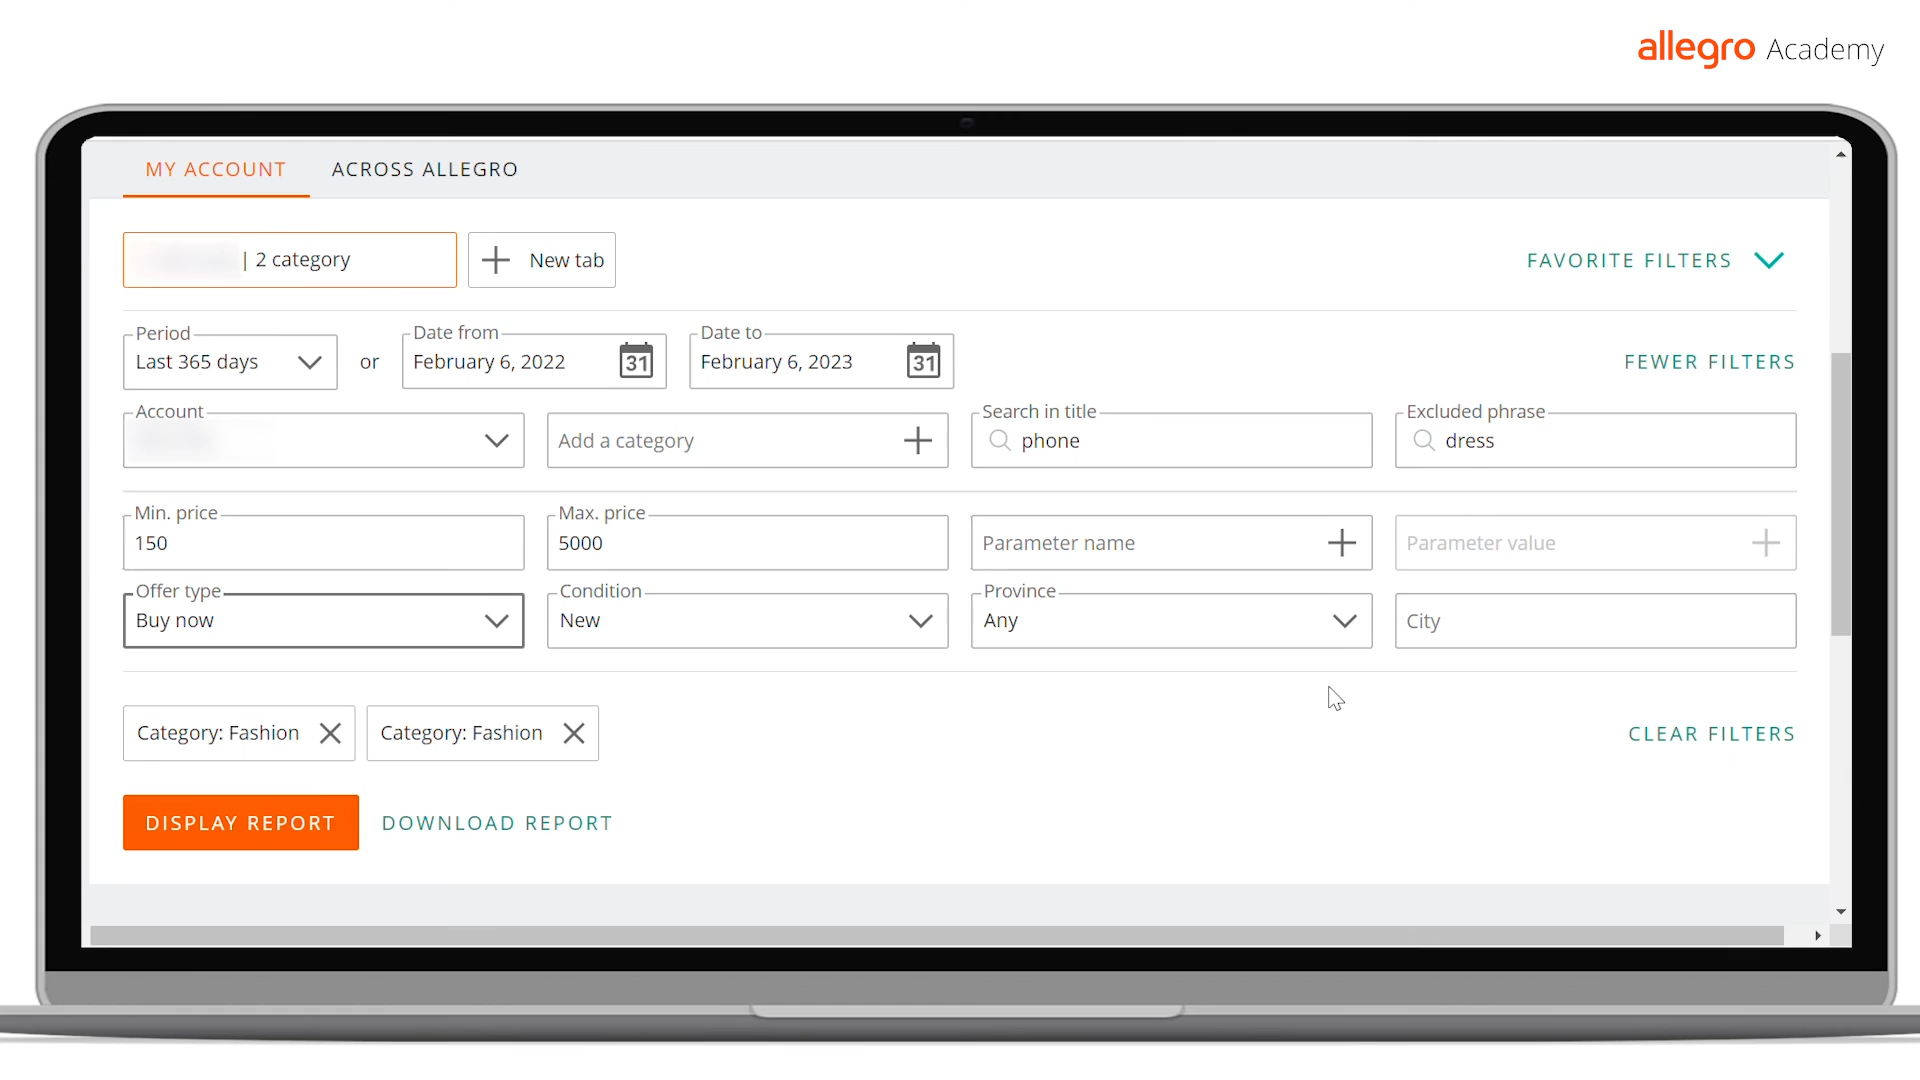 allegro Academy
MY ACCOUNT ACROSS ALLEGRO
| 2 category New tab FAVORITE FILTERS
Period Date from Date to
Last 365 days or February 6, 2022 31 February 6, 2023 31 FEWER FILTERS
Account Search in title Excluded phrase
Add a category phone dress
Min. price Max. price
150 5000 Parameter name Parameter value
Offer type Condition Province
Buy now New Any City
Category: Fashion Category: Fashion CLEAR FILTERS
DISPLAY REPORT DOWNLOAD REPORT